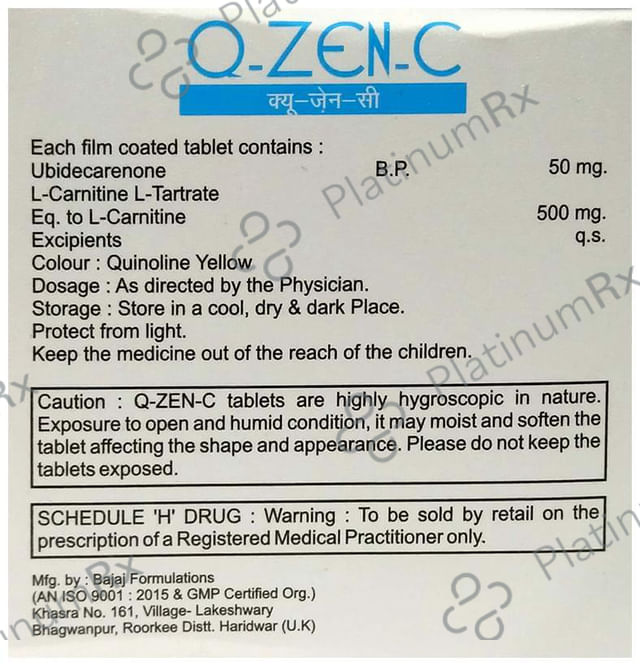 Q-ZEN-C
क्यू-जे़न-सी
Each film coated tablet contains :
Ubidecarenone B.P. 50 mg.
L-Carnitine L-Tartrate
Eq. to L-Carnitine 500 mg.
Excipients q.s.
Colour : Quinoline Yellow
Dosage : As directed by the Physician.
Storage : Store in a cool, dry & dark Place.
Protect from light.
Keep the medicine out of the reach of the children.
Caution : Q-ZEN-C tablets are highly hygroscopic in nature.
Exposure to open and humid condition, it may moist and soften the
tablet affecting the shape and appearance. Please do not keep the
tablets exposed.
SCHEDULE 'H' DRUG : Warning : To be sold by retail on the
prescription of a Registered Medical Practitioner only.
Mfg. by : Bajaj Formulations
(AN ISO 9001 : 2015 & GMP Certified Org.)
Khasra No. 161, Village- Lakeshwary
Bhagwanpur, Roorkee Distt. Haridwar (U.K)
PlatinumRx
PlatinumRx